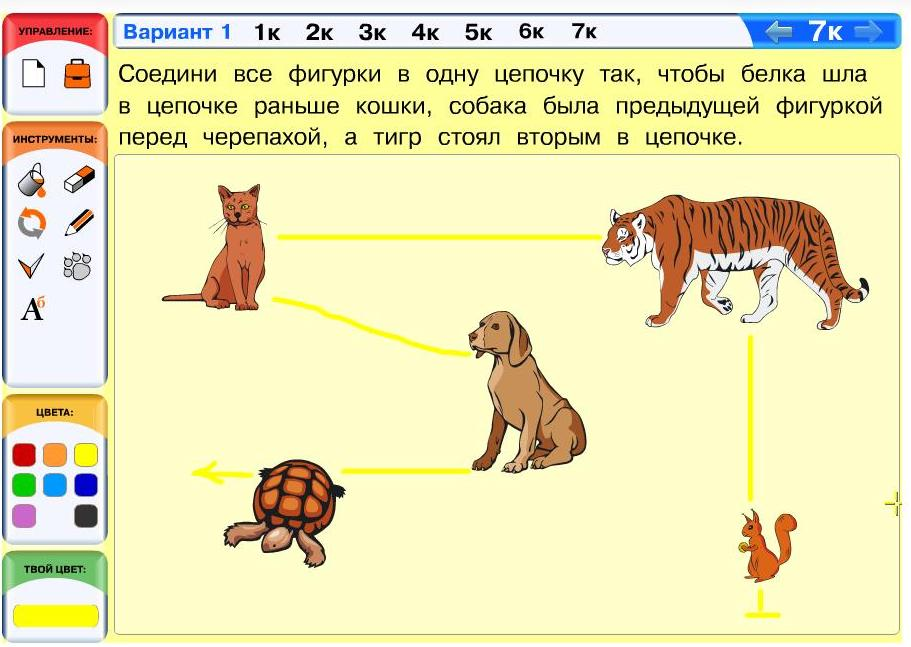 УПРАВЛЕНИЕ:
Вариант 1 1к 2к 3к 4к 5к 6к 7к
7к
Соедини все фигурки в одну цепочку так, чтобы белка шла
в цепочке раньше кошки, собака была предыдущей фигуркой
перед черепахой, а тигр стоял вторым в цепочке.
ИНСТРУМЕНТЫ:
Аб
ЦВЕТА:
ТВОЙ ЦВЕТ: